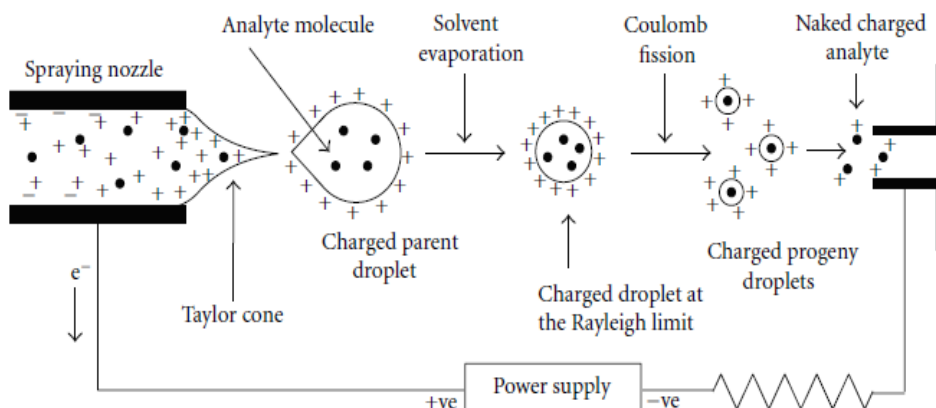 Spraying nozzle
Analyte molecule
Solvent
evaporation
Coulomb
fission
Naked charged
analyte
Charged parent
droplet
Taylor cone
e⁻
Charged droplet at
the Rayleigh limit
Charged progeny
droplets
+ve
Power supply
−ve